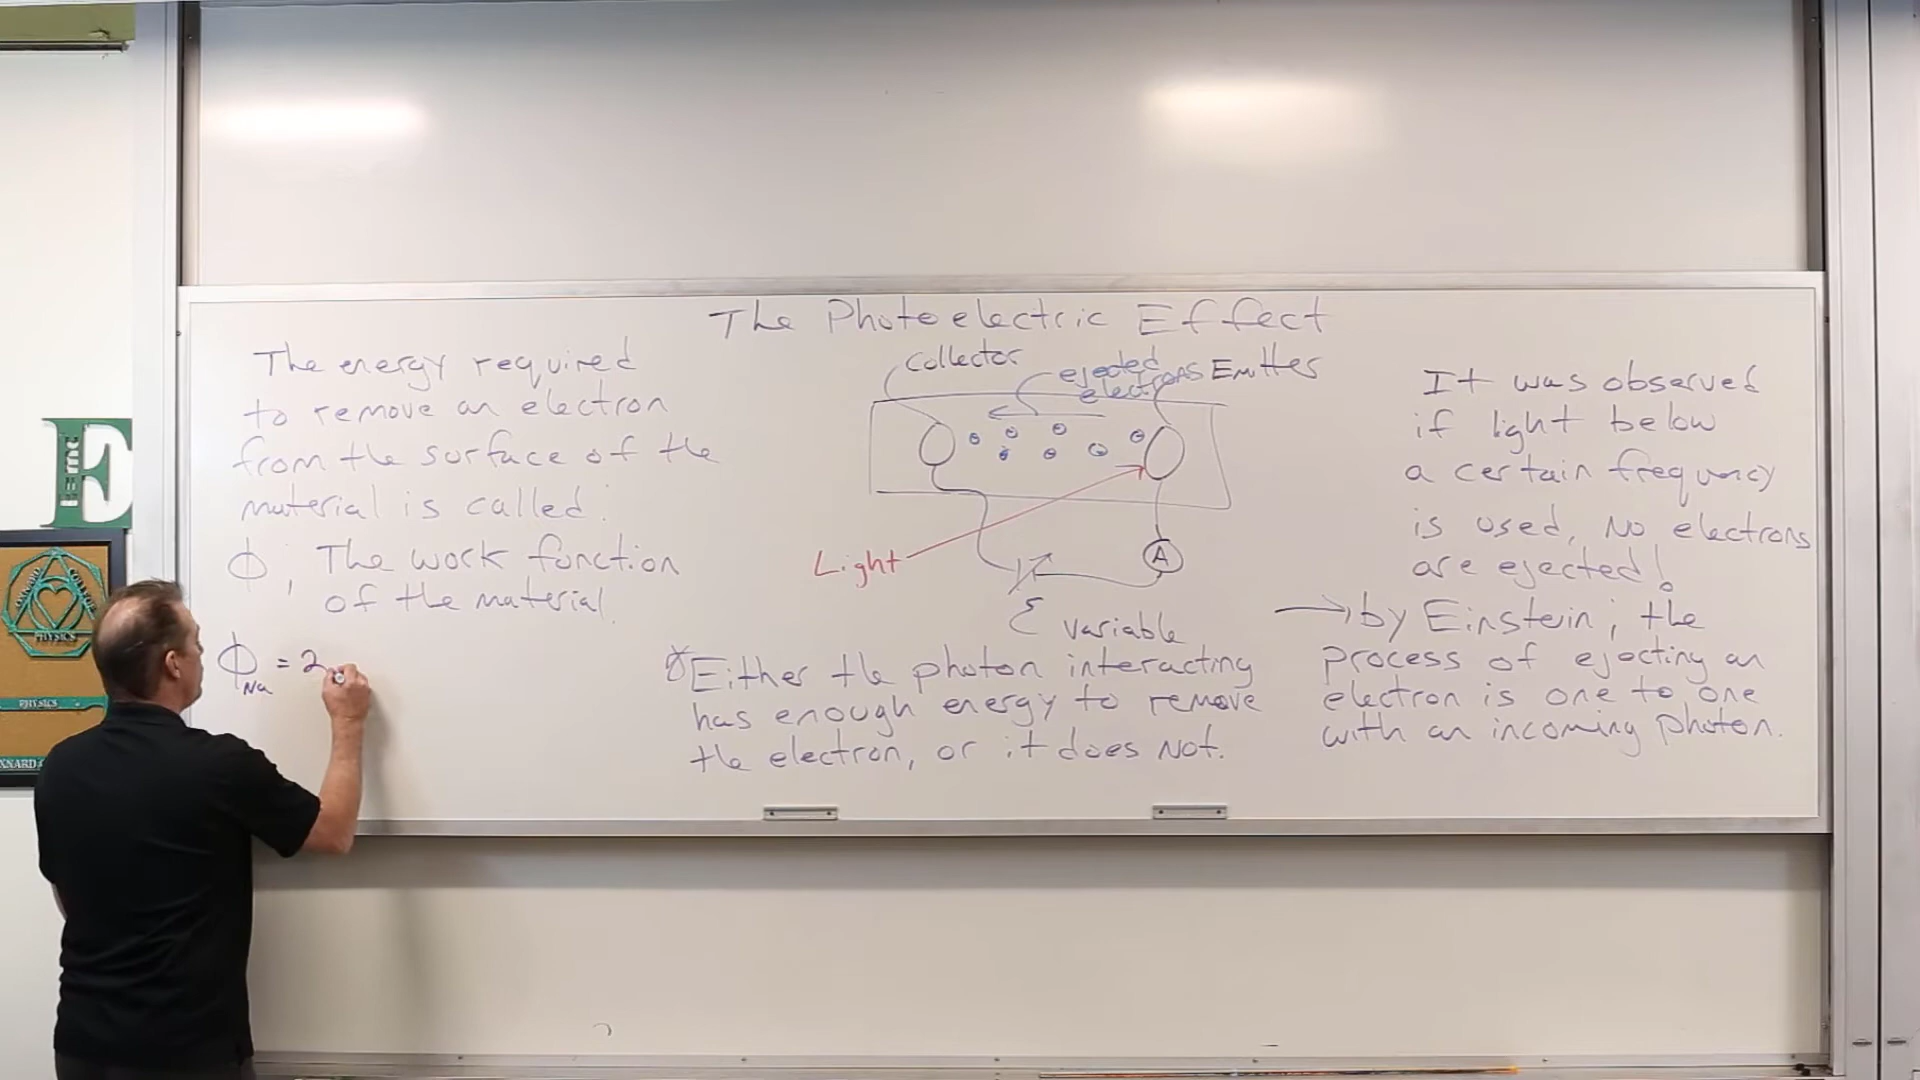 The Photoelectric Effect
The energy required
to remove an electron
from the surface of the
material is called:
ϕ; The work function
of the material.
ϕNa = 2
collector
ejected
electrons
Emitter
Light
A
ℰ variable
Either the photon interacting
has enough energy to remove
the electron, or it does not.
It was observed
if light below
a certain frequency
is used, no electrons
are ejected!
→ by Einstein; the
process of ejecting an
electron is one to one
with an incoming photon.
E
E=mc
PHYSICS
PHYSICS